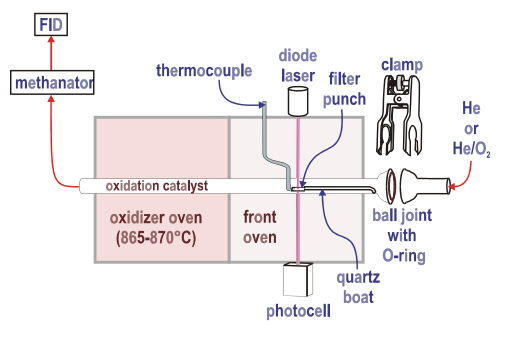 FID
methanator
thermocouple
diode
laser
filter
punch
clamp
He
or
He/O₂
oxidation catalyst
oxidizer oven
(865-870°C)
front
oven
ball joint
with
O-ring
quartz
boat
photocell